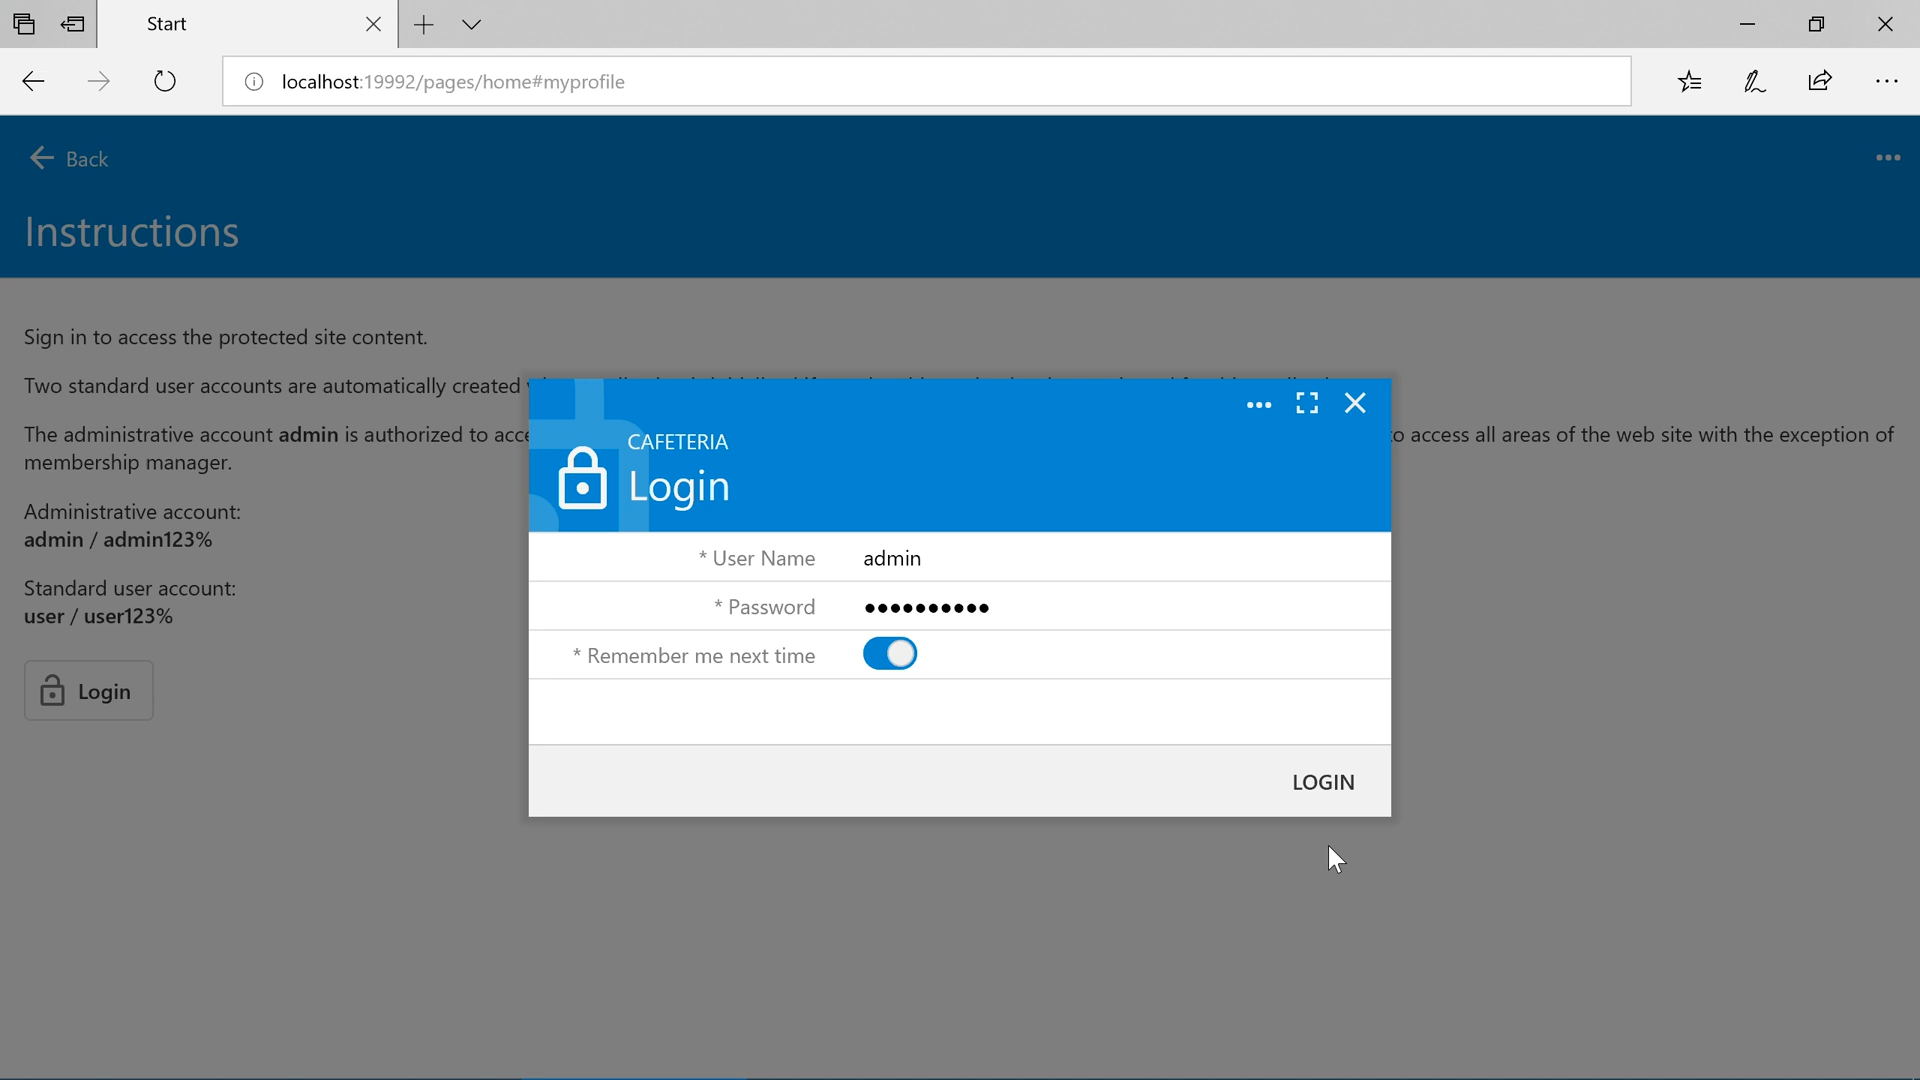 Start
localhost:19992/pages/home#myprofile
Back
Instructions
Sign in to access the protected site content.
Two standard user accounts are automatically created
The administrative account admin is authorized to
to access all areas of the web site with the exception of
membership manager.
Administrative account:
admin / admin123%
Standard user account:
user / user123%
Login
CAFETERIA
Login
* User Name admin
* Password ●●●●●●●●●●
* Remember me next time
LOGIN